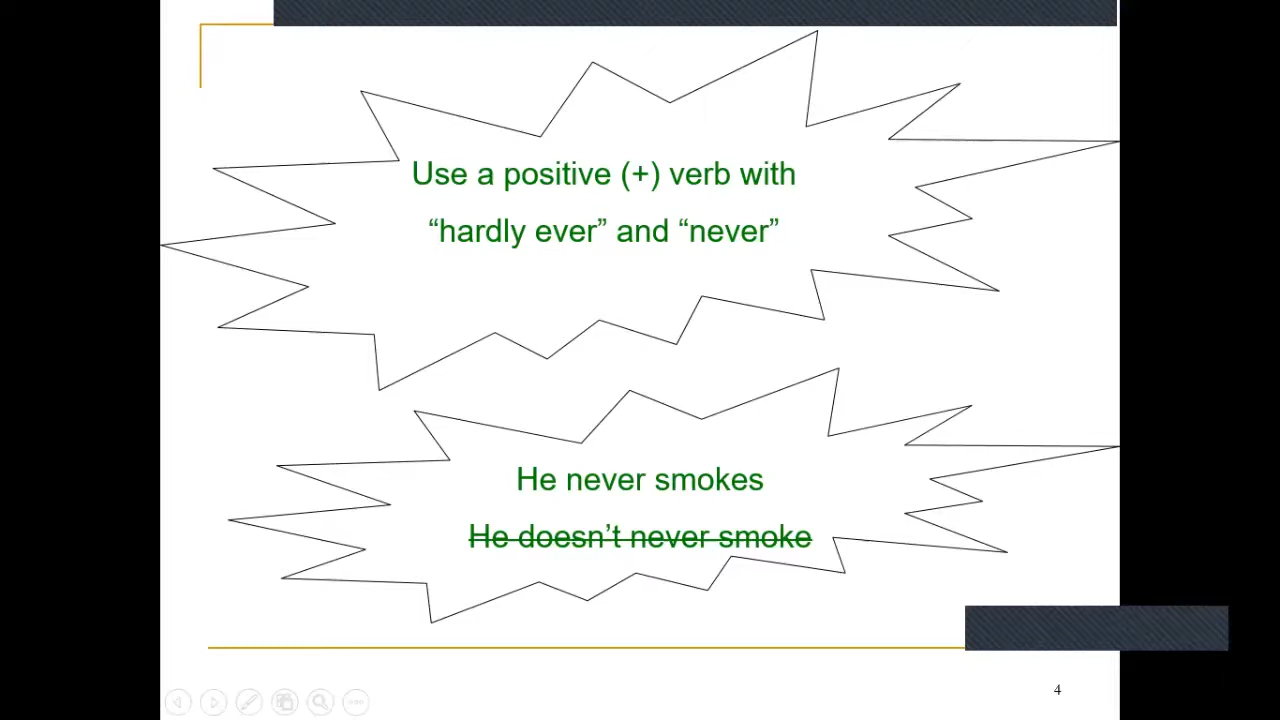 Use a positive (+) verb with
“hardly ever” and “never”
He never smokes
He doesn’t never smoke
4